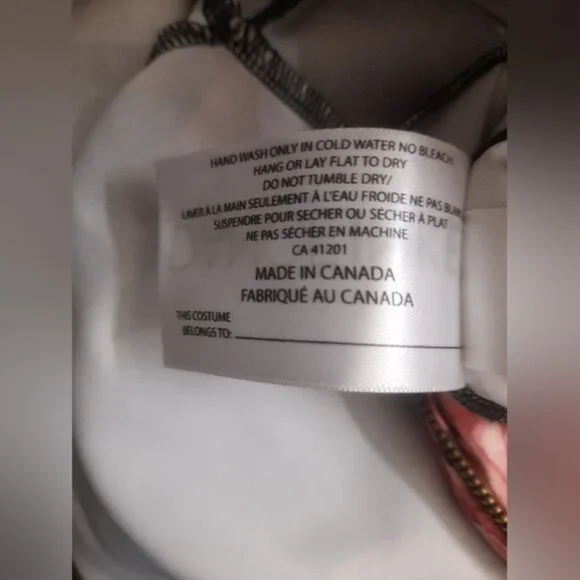 HAND WASH ONLY IN COLD WATER NO BLEACH
HANG OR LAY FLAT TO DRY
DO NOT TUMBLE DRY/
LAVER À LA MAIN SEULEMENT À L'EAU FROIDE NE PAS
SUSPENDRE POUR SECHER OU SÉCHER À PLAT
NE PAS SÉCHER EN MACHINE
CA 41201
MADE IN CANADA
FABRIQUÉ AU CANADA
THIS COSTUME
BELONGS TO: